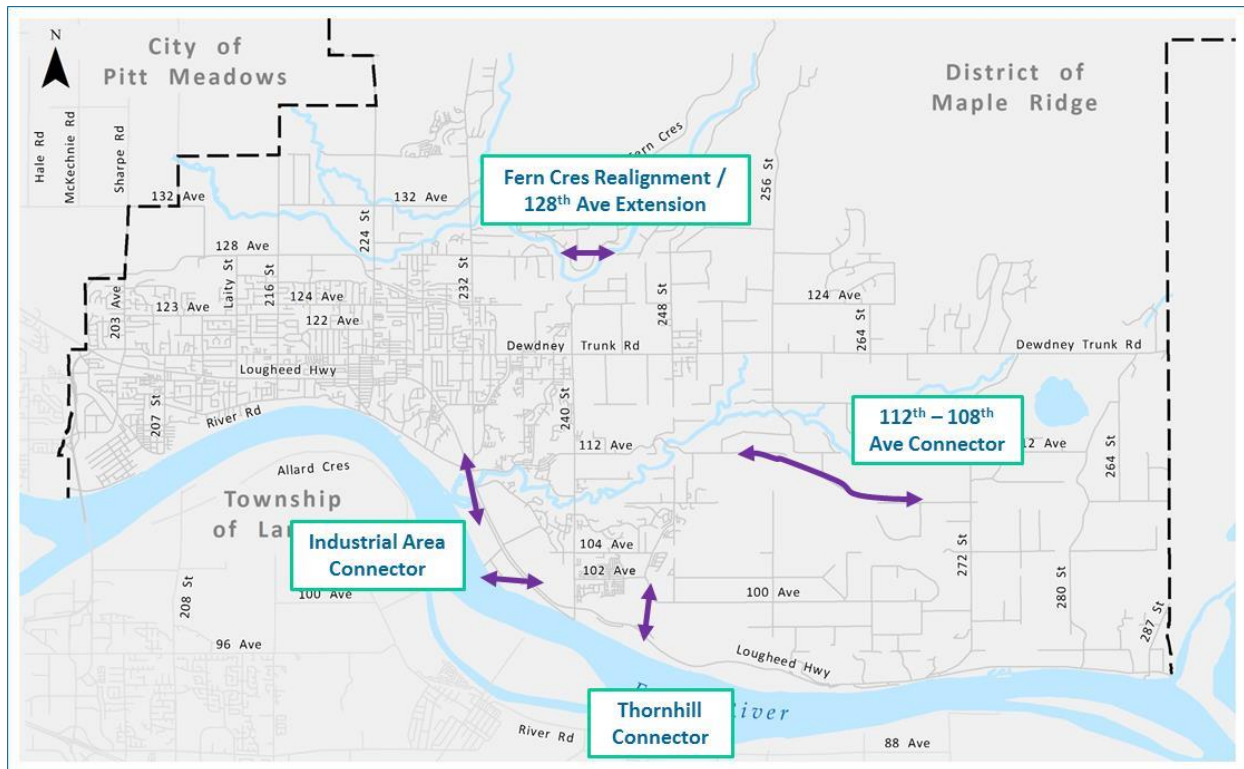 N
City of
Pitt Meadows
District of
Maple Ridge
Hale Rd
McKechnie Rd
Sharpe Rd
Fern Cres
256 St
Fern Cres Realignment /
128th Ave Extension
132 Ave
132 Ave
224 St
128 Ave
Laity St
216 St
232 St
248 St
203 Ave
123 Ave
124 Ave
122 Ave
124 Ave
264 St
Dewdney Trunk Rd
Dewdney Trunk Rd
Lougheed Hwy
207 St
River Rd
240 St
112th – 108th
Ave Connector
112 Ave
264 St
Allard Cres
Township
of
Industrial Area
Connector
104 Ave
102 Ave
272 St
280 St
287 St
208 St
100 Ave
100 Ave
96 Ave
Lougheed Hwy
Thornhill
Connector
River
River Rd
88 Ave